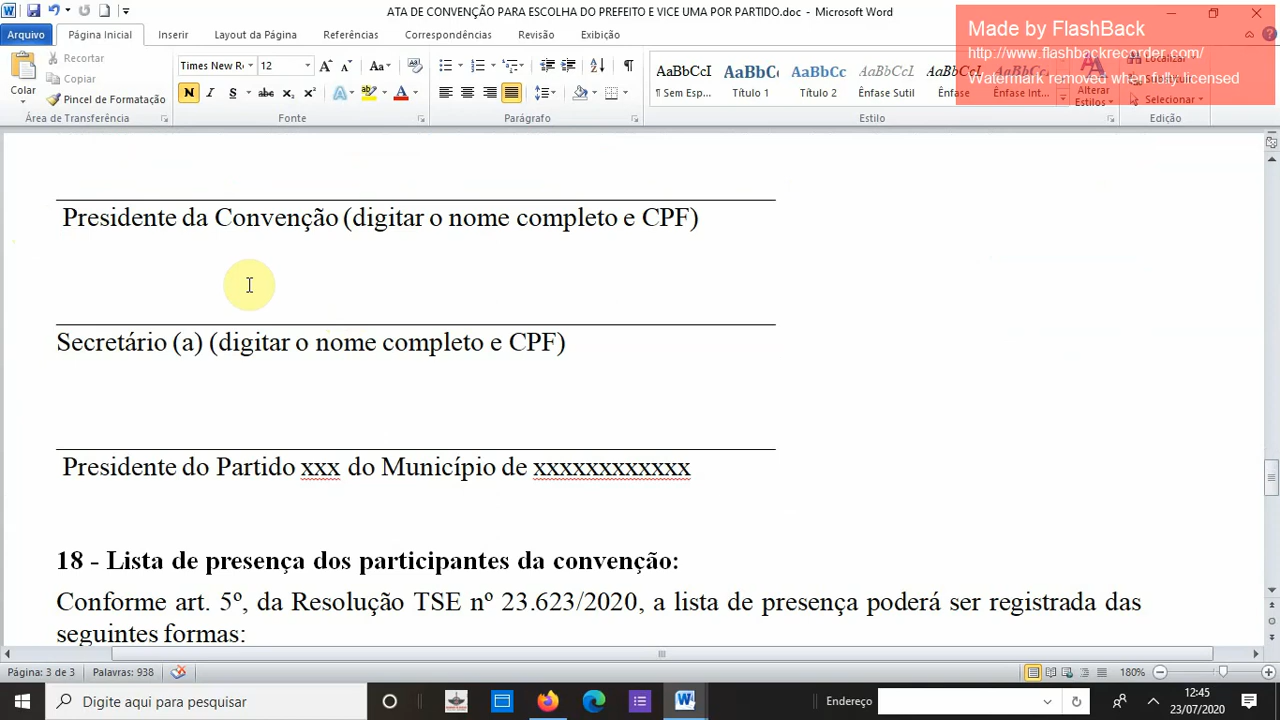 ATA DE CONVENÇÃO PARA ESCOLHA DO PREFEITO E VICE UMA POR PARTIDO.doc - Microsoft Word
Made by FlashBack
http://www.flashbackrecorder.com/
Watermark removed when fully licensed
Arquivo Página Inicial Inserir Layout da Página Referências Correspondências Revisão Exibição
Colar
Recortar
Copiar
Pincel de Formatação
Área de Transferência
Times New R 12
Fonte
Parágrafo
AaBbCcI AaBbCc AaBbCc AaBbCcI AaBbCcI AaBbCcI
¶ Sem Esp... Título 1 Título 2 Ênfase Sutil Ênfase Ênfase Int...
Alterar
Estilos
Estilo
Localizar
Selecionar
Edição
Presidente da Convenção (digitar o nome completo e CPF)
Secretário (a) (digitar o nome completo e CPF)
Presidente do Partido xxx do Município de xxxxxxxxxxxx
18 - Lista de presença dos participantes da convenção:
Conforme art. 5º, da Resolução TSE nº 23.623/2020, a lista de presença poderá ser registrada das
seguintes formas:
Página: 3 de 3 Palavras: 938 180%
Digite aqui para pesquisar
Endereço
12:45
23/07/2020